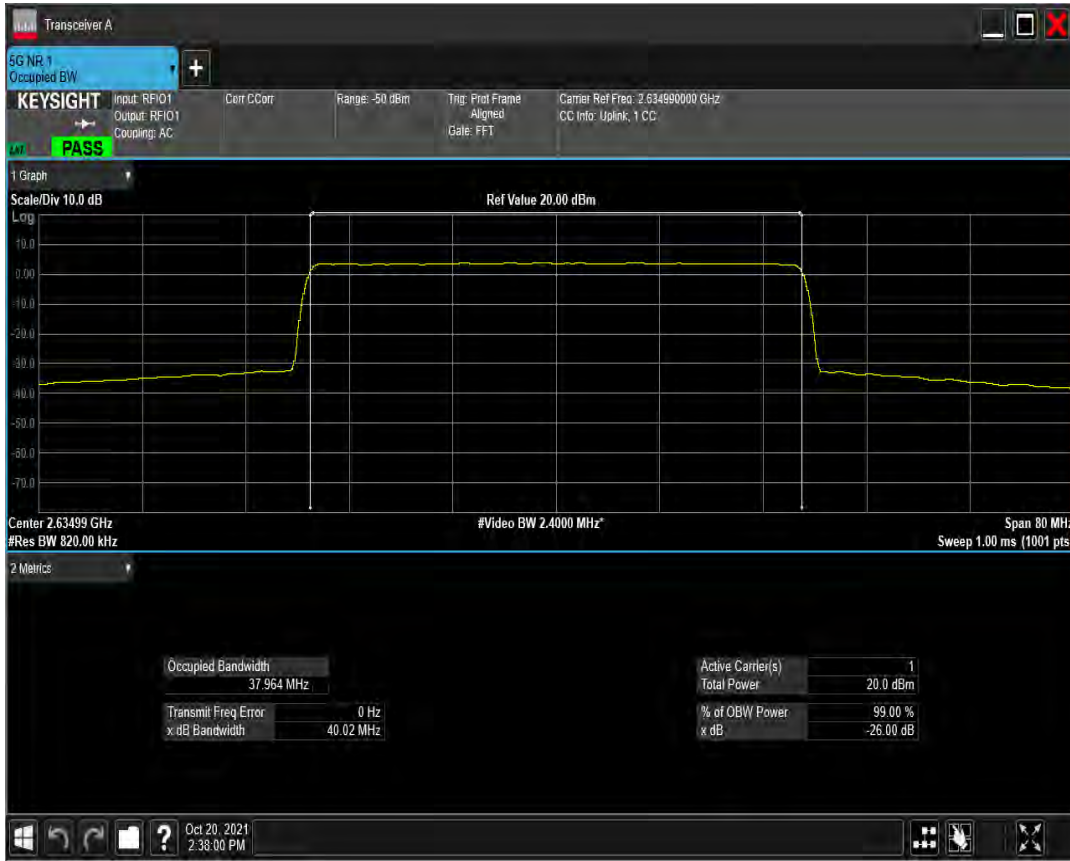 Transceiver A
5G NR 1
Occupied BW
+
KEYSIGHT
PASS
Input: RFIO1
Output: RFIO1
Coupling: AC
Corr CCorr
Range: -50 dBm
Trig: Prot Frame
Aligned
Gate: FFT
Carrier Ref Freq: 2.634990000 GHz
CC Info: Uplink, 1 CC
1 Graph
Scale/Div 10.0 dB
Ref Value 20.00 dBm
Log
10.0
0.00
-10.0
-20.0
-30.0
-40.0
-50.0
-60.0
-70.0
Center 2.63499 GHz
#Video BW 2.4000 MHz*
Span 80 MHz
#Res BW 820.00 kHz
Sweep 1.00 ms (1001 pts
2 Metrics
Occupied Bandwidth
37.964 MHz
Transmit Freq Error 0 Hz
x dB Bandwidth 40.02 MHz
Active Carrier(s) 1
Total Power 20.0 dBm
% of OBW Power 99.00 %
x dB -26.00 dB
?
Oct 20, 2021
2:38:00 PM